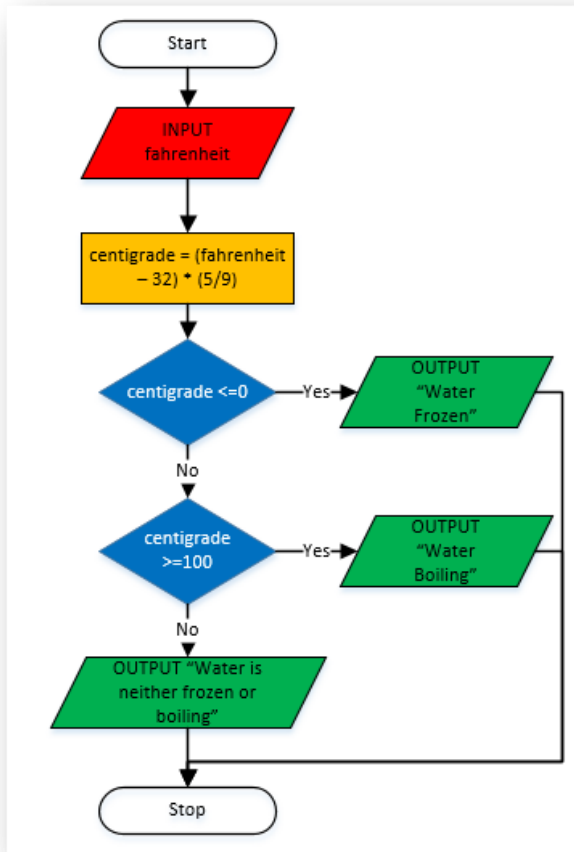 Start
INPUT
fahrenheit
centigrade = (fahrenheit
– 32) * (5/9)
centigrade <=0
Yes
OUTPUT
“Water
Frozen”
No
centigrade
>=100
Yes
OUTPUT
“Water
Boiling”
No
OUTPUT “Water is
neither frozen or
boiling”
Stop